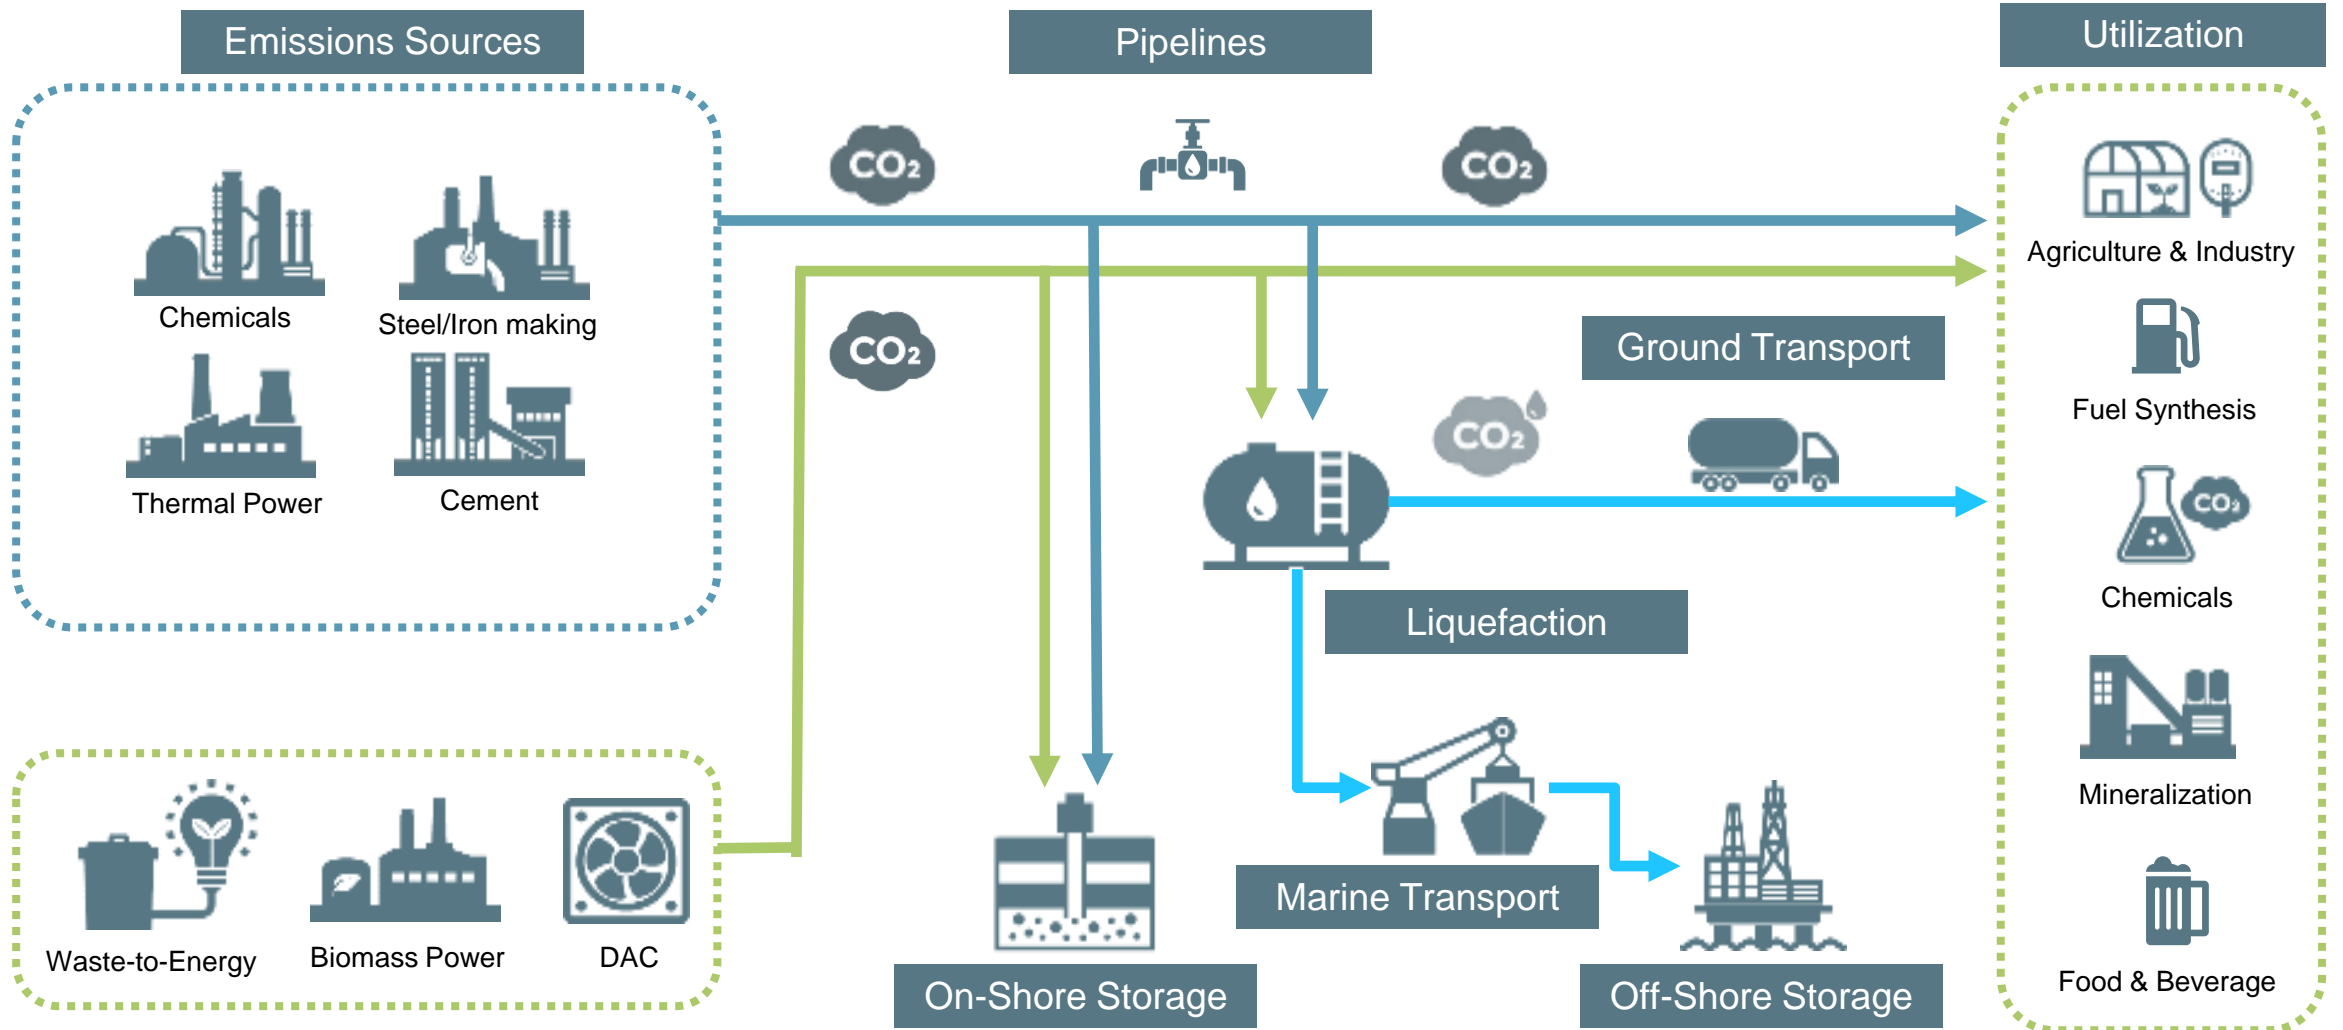 Emissions Sources
Pipelines
Utilization
CO2
CO2
Agriculture & Industry
Chemicals
Steel/Iron making
CO2
Ground Transport
Fuel Synthesis
CO2
Thermal Power
Cement
CO2
Chemicals
Liquefaction
Mineralization
Marine Transport
Waste-to-Energy
Biomass Power
DAC
On-Shore Storage
Off-Shore Storage
Food & Beverage